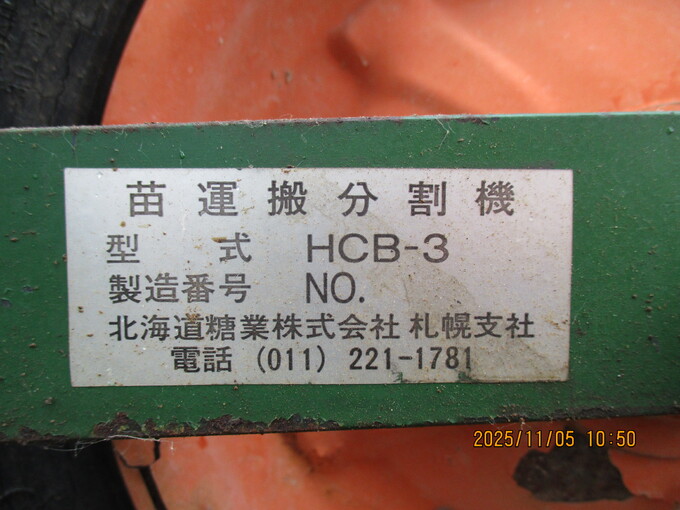 苗運搬分割機
型式 HCB-3
製造番号 NO.
北海道糖業株式会社 札幌支社
電話 (011) 221-1781
2025/11/05 10:50